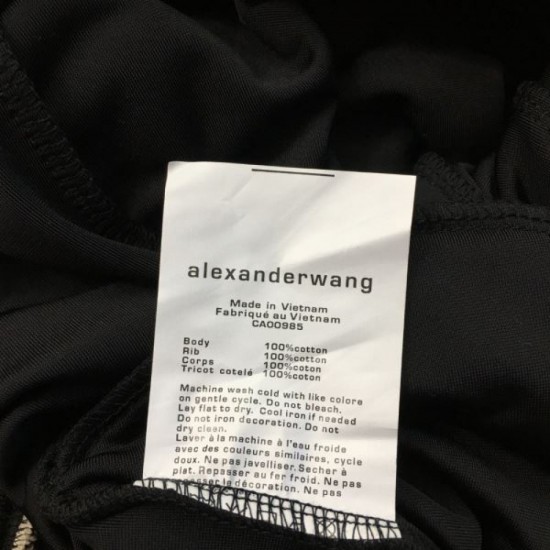 alexanderwang
Made in Vietnam
Fabriqué au Vietnam
CA00985
Body 100%cotton
Rib 100%cotton
Corps 100%coton
Tricot cotelé 100%coton
Machine wash cold with like colore
on gentle cycle. Do not bleach.
Lay flat to dry. Cool iron if needed
Do not iron decoration. Do not
dry clean.
Laver à la machine à l'eau froide
avec des couleurs similaires, cycle
doux. Ne pas javelliser. Secher à
plat. Repasser au fer froid. Ne pas
le décoration. Ne pas